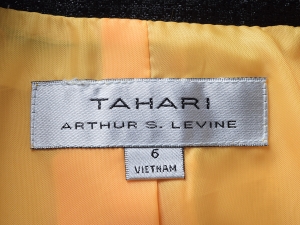 TAHARI
ARTHUR S. LEVINE
6
VIETNAM